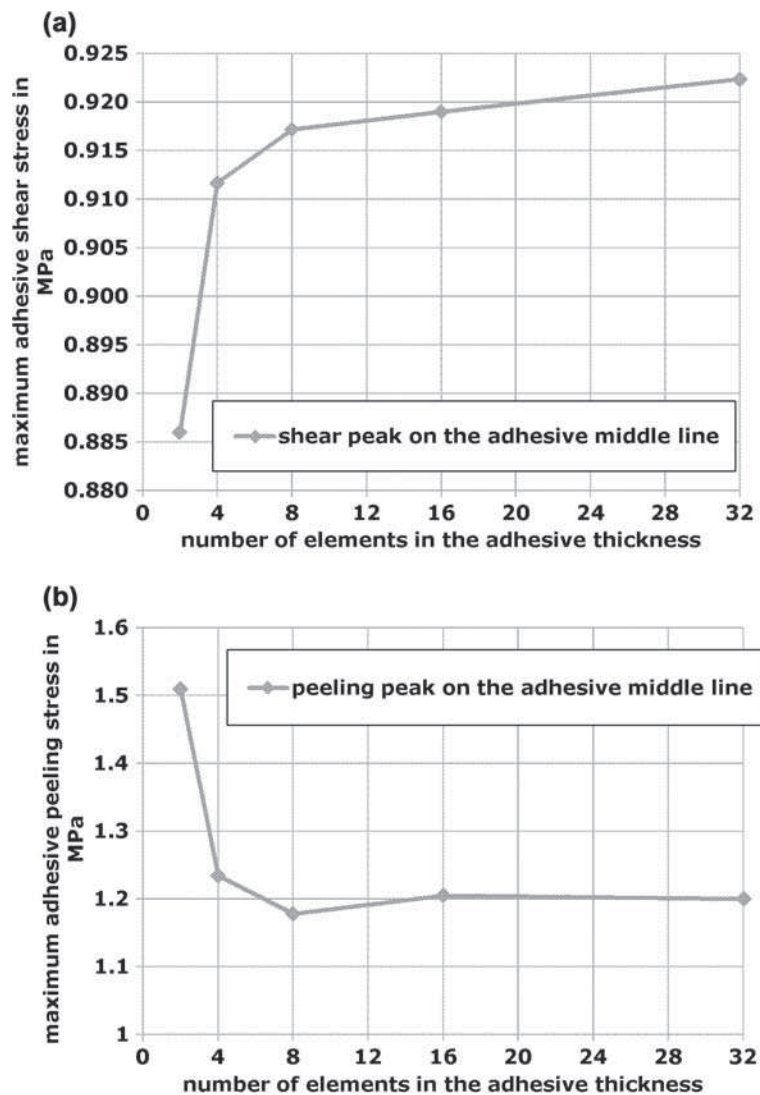 (a)
maximum adhesive shear stress in
MPa
0.925
0.920
0.915
0.910
0.905
0.900
0.895
0.890
0.885
0.880
shear peak on the adhesive middle line
0 4 8 12 16 20 24 28 32
number of elements in the adhesive thickness
(b)
maximum adhesive peeling stress in
MPa
1.6
1.5
1.4
1.3
1.2
1.1
1
peeling peak on the adhesive middle line
0 4 8 12 16 20 24 28 32
number of elements in the adhesive thickness